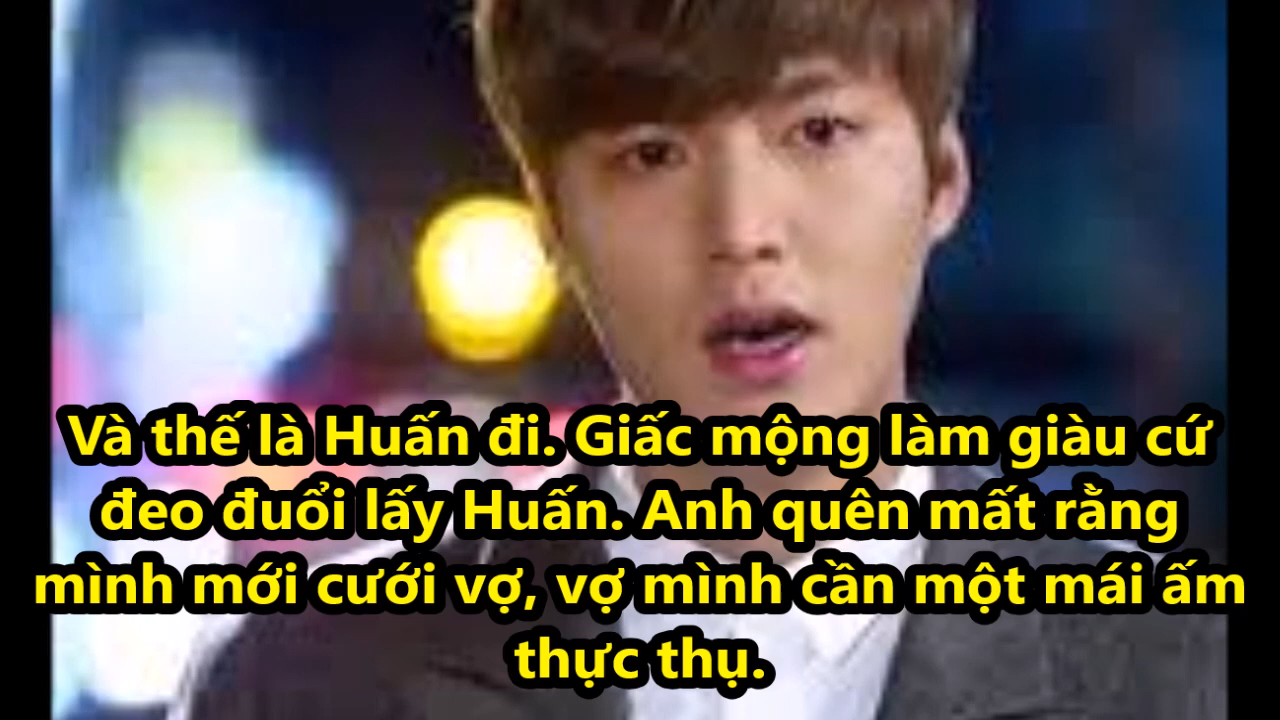 Và thế là Huấn đi. Giấc mộng làm giàu cứ
đeo đuổi lấy Huấn. Anh quên mất rằng
mình mới cưới vợ, vợ mình cần một mái ấm
thực thụ.